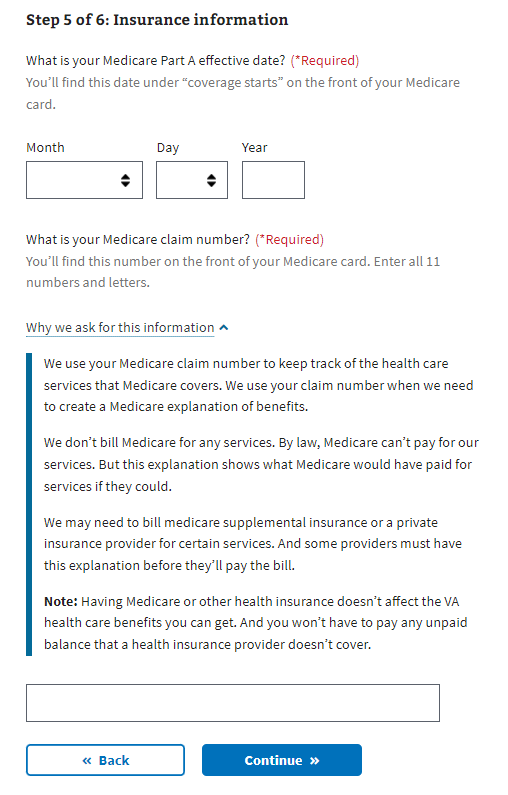 Step 5 of 6: Insurance information
What is your Medicare Part A effective date? (*Required)
You’ll find this date under “coverage starts” on the front of your Medicare
card.
Month Day Year
What is your Medicare claim number? (*Required)
You’ll find this number on the front of your Medicare card. Enter all 11
numbers and letters.
Why we ask for this information
We use your Medicare claim number to keep track of the health care
services that Medicare covers. We use your claim number when we need
to create a Medicare explanation of benefits.
We don’t bill Medicare for any services. By law, Medicare can’t pay for our
services. But this explanation shows what Medicare would have paid for
services if they could.
We may need to bill medicare supplemental insurance or a private
insurance provider for certain services. And some providers must have
this explanation before they’ll pay the bill.
Note: Having Medicare or other health insurance doesn’t affect the VA
health care benefits you can get. And you won’t have to pay any unpaid
balance that a health insurance provider doesn’t cover.
« Back Continue »